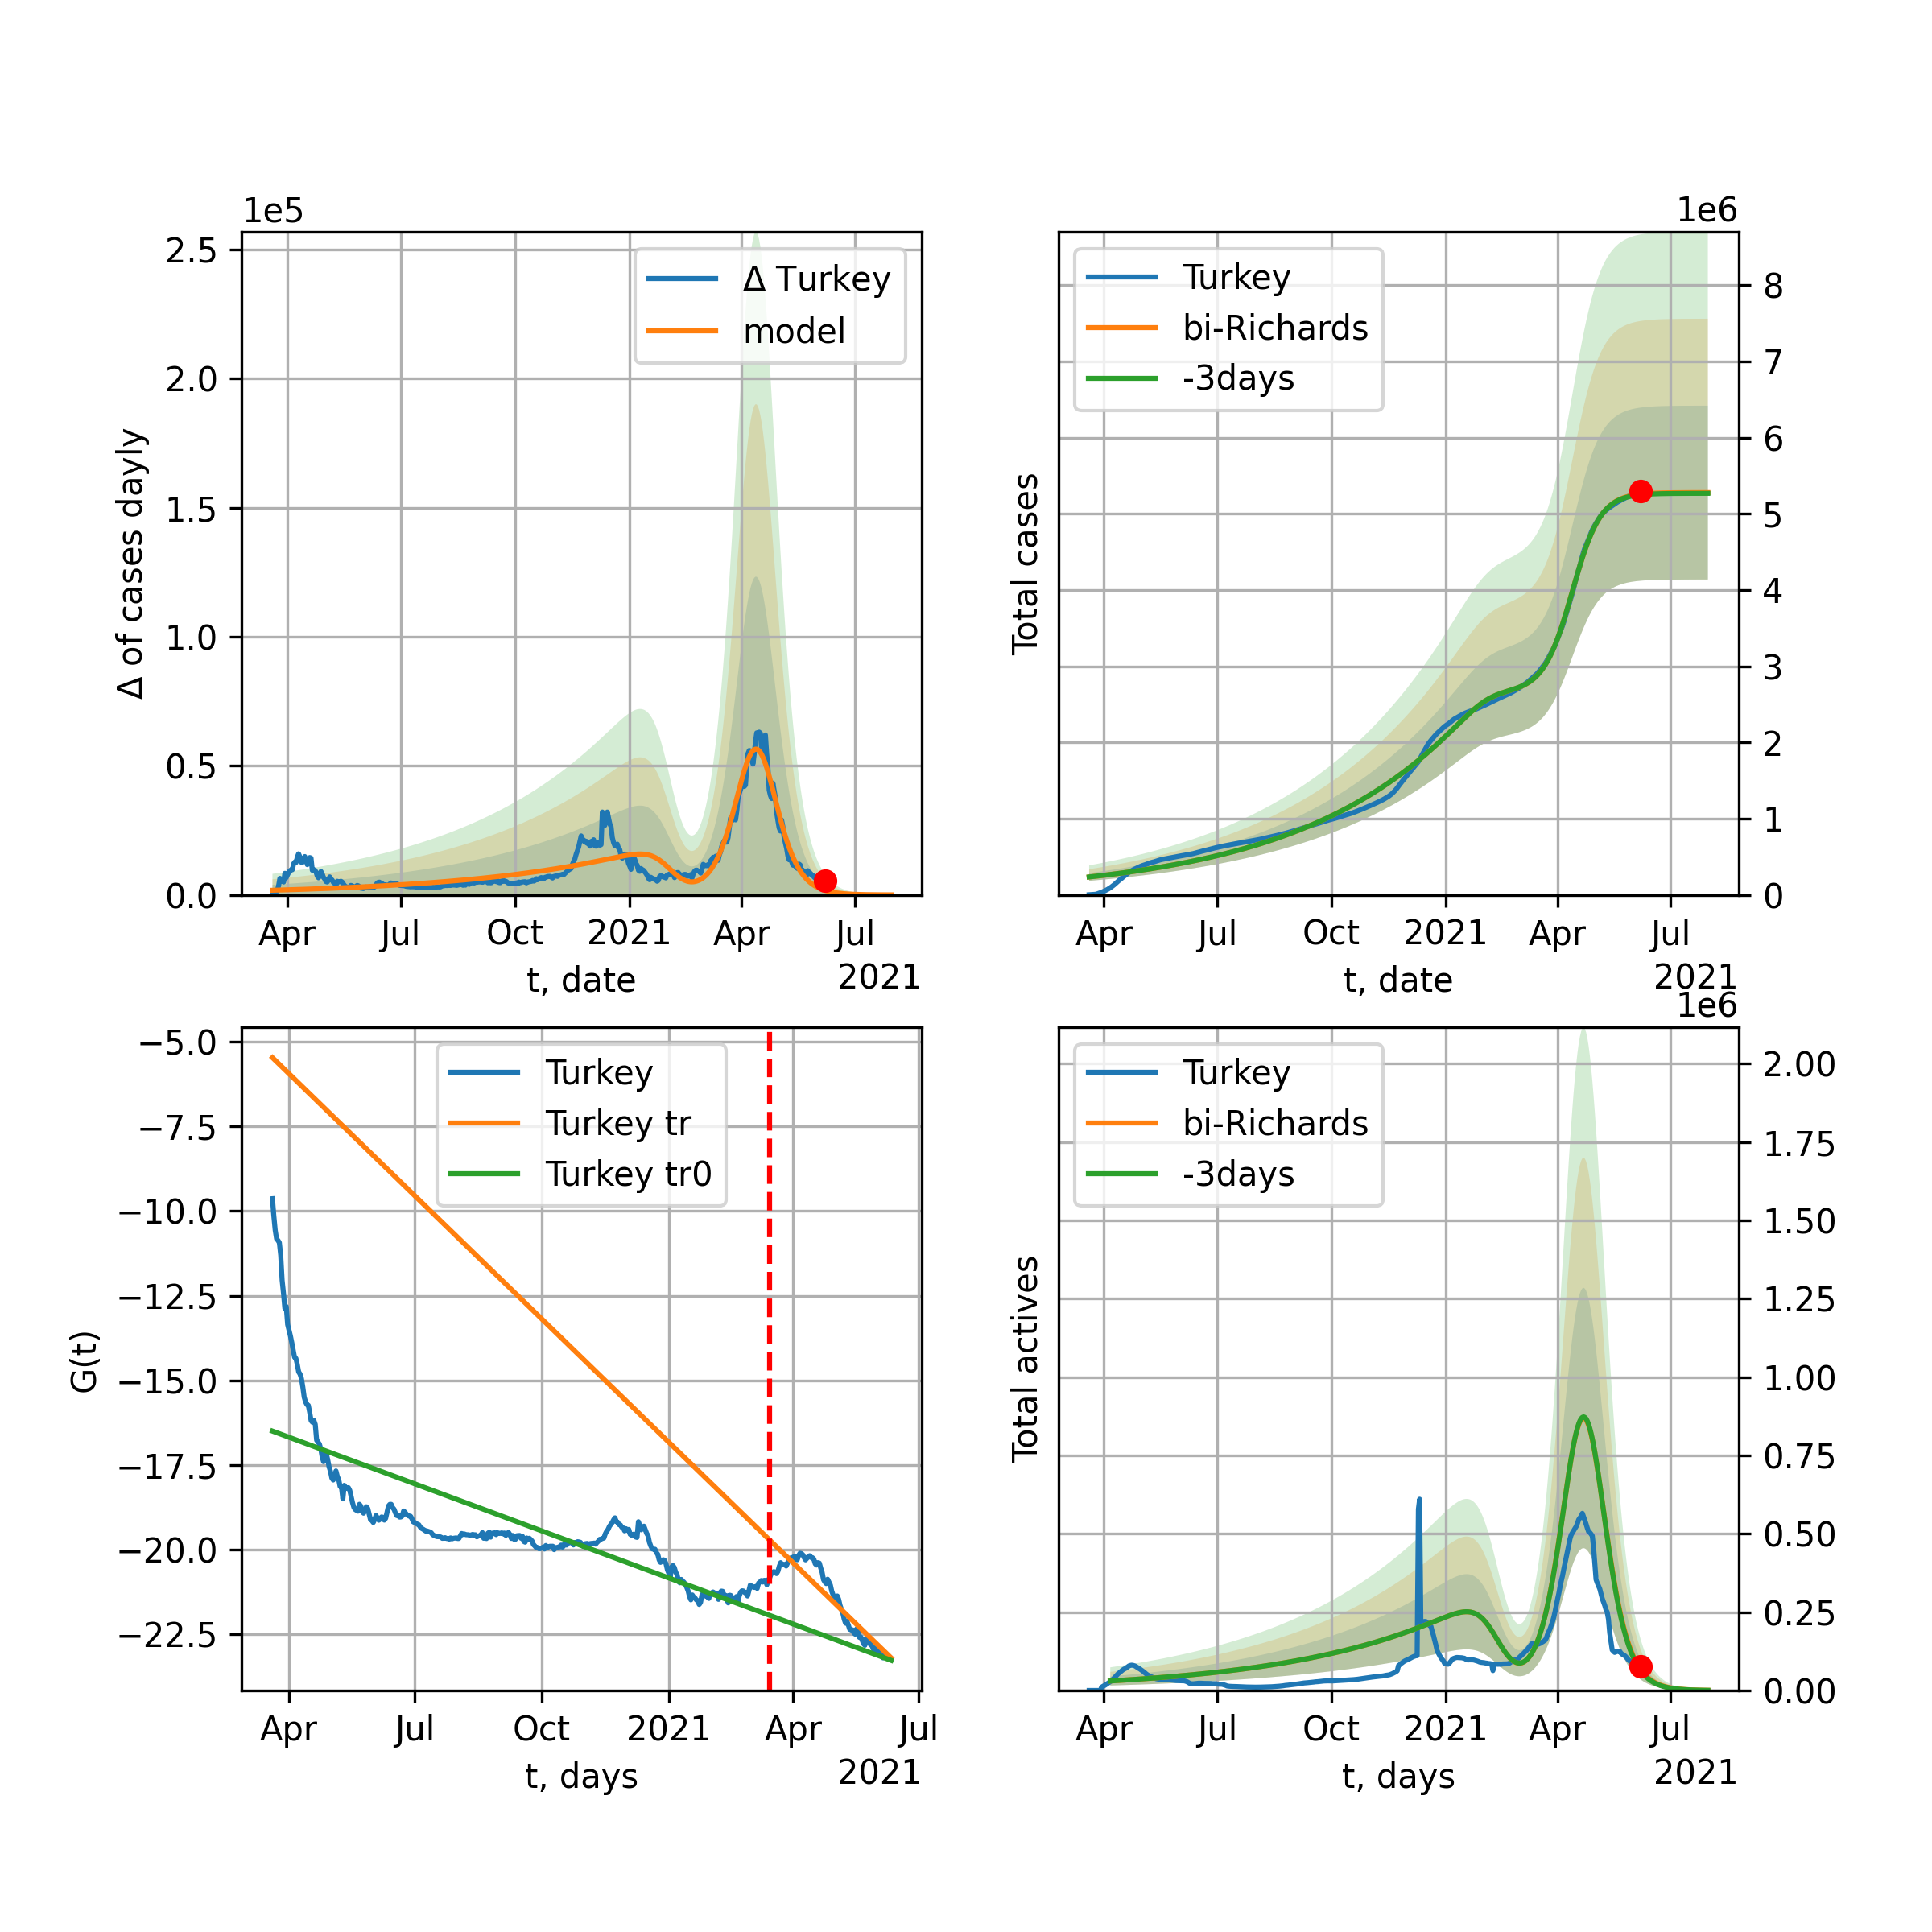 1e5
2.5
2.0
1.5
1.0
0.5
0.0
Δ of cases dayly
Δ Turkey
model
Apr Jul Oct 2021 Apr Jul
t, date
2021
1e6
8
7
6
5
4
3
2
1
0
Total cases
Turkey
bi-Richards
-3days
Apr Jul Oct 2021 Apr Jul
t, date
2021
−5.0
−7.5
−10.0
−12.5
−15.0
−17.5
−20.0
−22.5
G(t)
Turkey
Turkey tr
Turkey tr0
Apr Jul Oct 2021 Apr Jul
t, days
2021
1e6
2.00
1.75
1.50
1.25
1.00
0.75
0.50
0.25
0.00
Total actives
Turkey
bi-Richards
-3days
Apr Jul Oct 2021 Apr Jul
t, days
2021